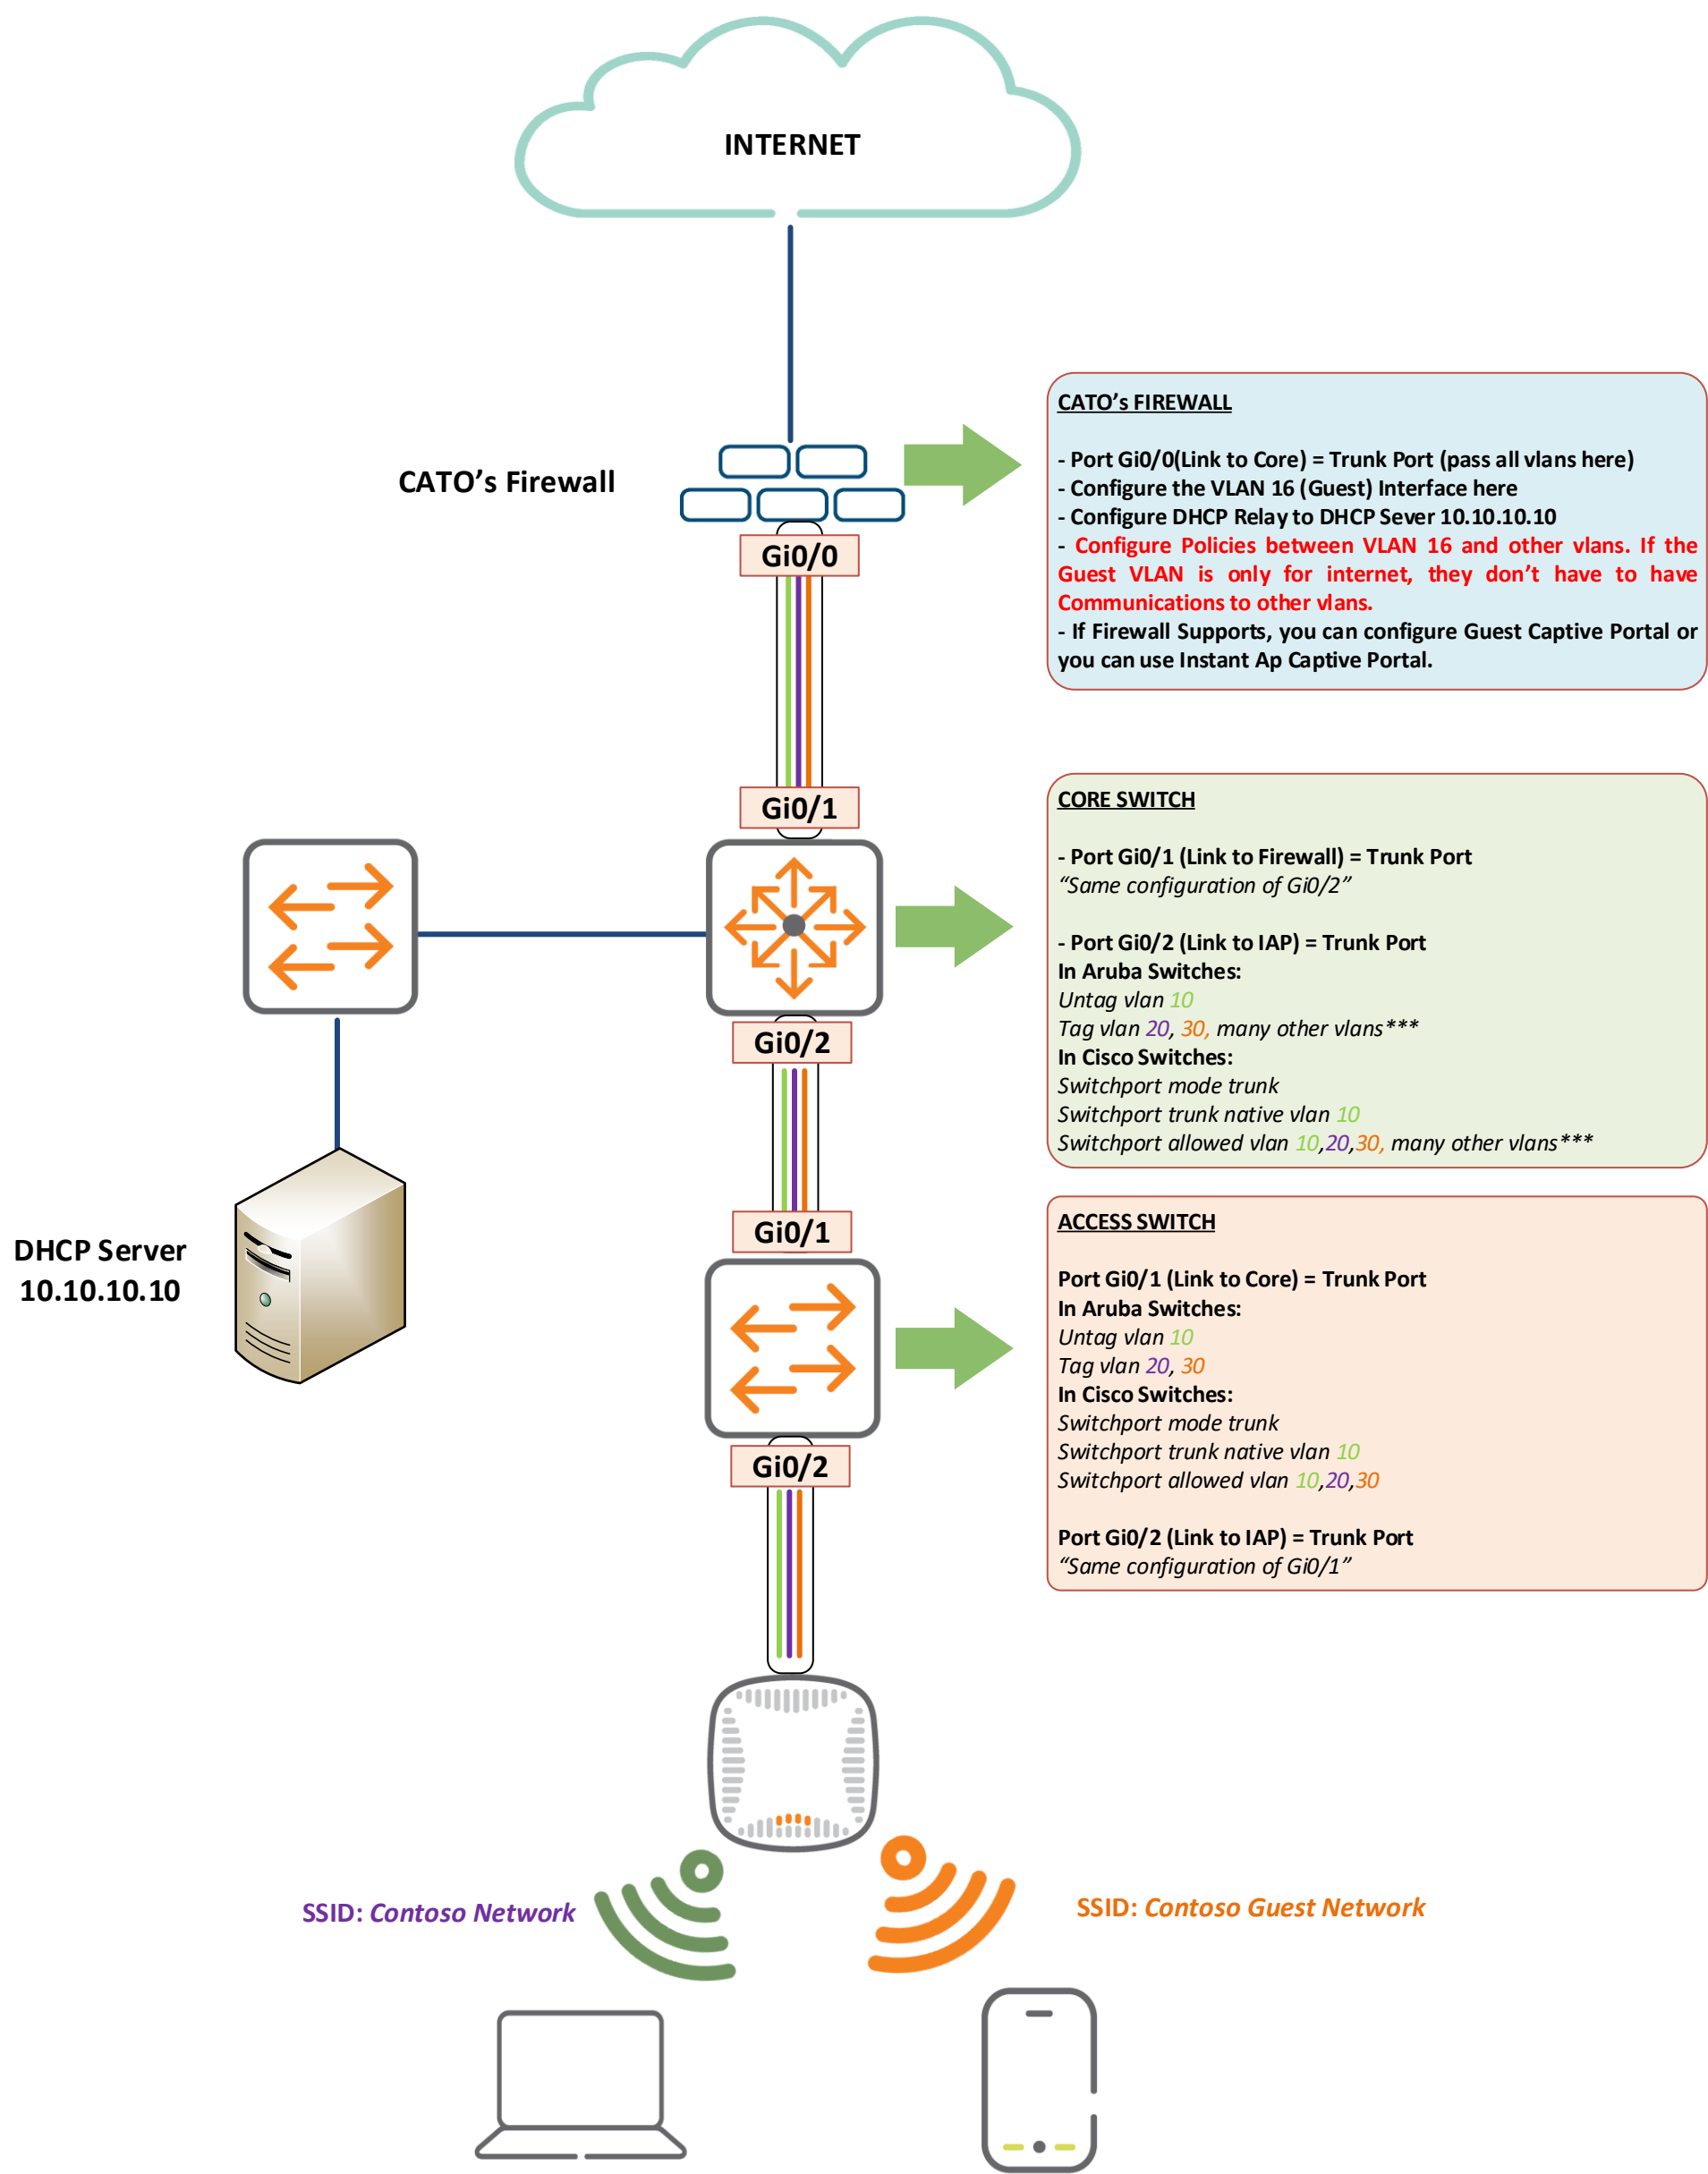 INTERNET
CATO's Firewall
Gi0/0
CATO's FIREWALL
- Port Gi0/0(Link to Core) = Trunk Port (pass all vlans here)
- Configure the VLAN 16 (Guest) Interface here
- Configure DHCP Relay to DHCP Sever 10.10.10.10
- Configure Policies between VLAN 16 and other vlans. If the
Guest VLAN is only for internet, they don't have to have
Communications to other vlans.
- If Firewall Supports, you can configure Guest Captive Portal or
you can use Instant Ap Captive Portal.
Gi0/1
CORE SWITCH
- Port Gi0/1 (Link to Firewall) = Trunk Port
“Same configuration of Gi0/2”
- Port Gi0/2 (Link to IAP) = Trunk Port
In Aruba Switches:
Untag vlan 10
Tag vlan 20, 30, many other vlans***
In Cisco Switches:
Switchport mode trunk
Switchport trunk native vlan 10
Switchport allowed vlan 10,20,30, many other vlans***
Gi0/2
DHCP Server
10.10.10.10
Gi0/1
ACCESS SWITCH
Port Gi0/1 (Link to Core) = Trunk Port
In Aruba Switches:
Untag vlan 10
Tag vlan 20, 30
In Cisco Switches:
Switchport mode trunk
Switchport trunk native vlan 10
Switchport allowed vlan 10,20,30
Port Gi0/2 (Link to IAP) = Trunk Port
“Same configuration of Gi0/1”
Gi0/2
SSID: Contoso Network
SSID: Contoso Guest Network